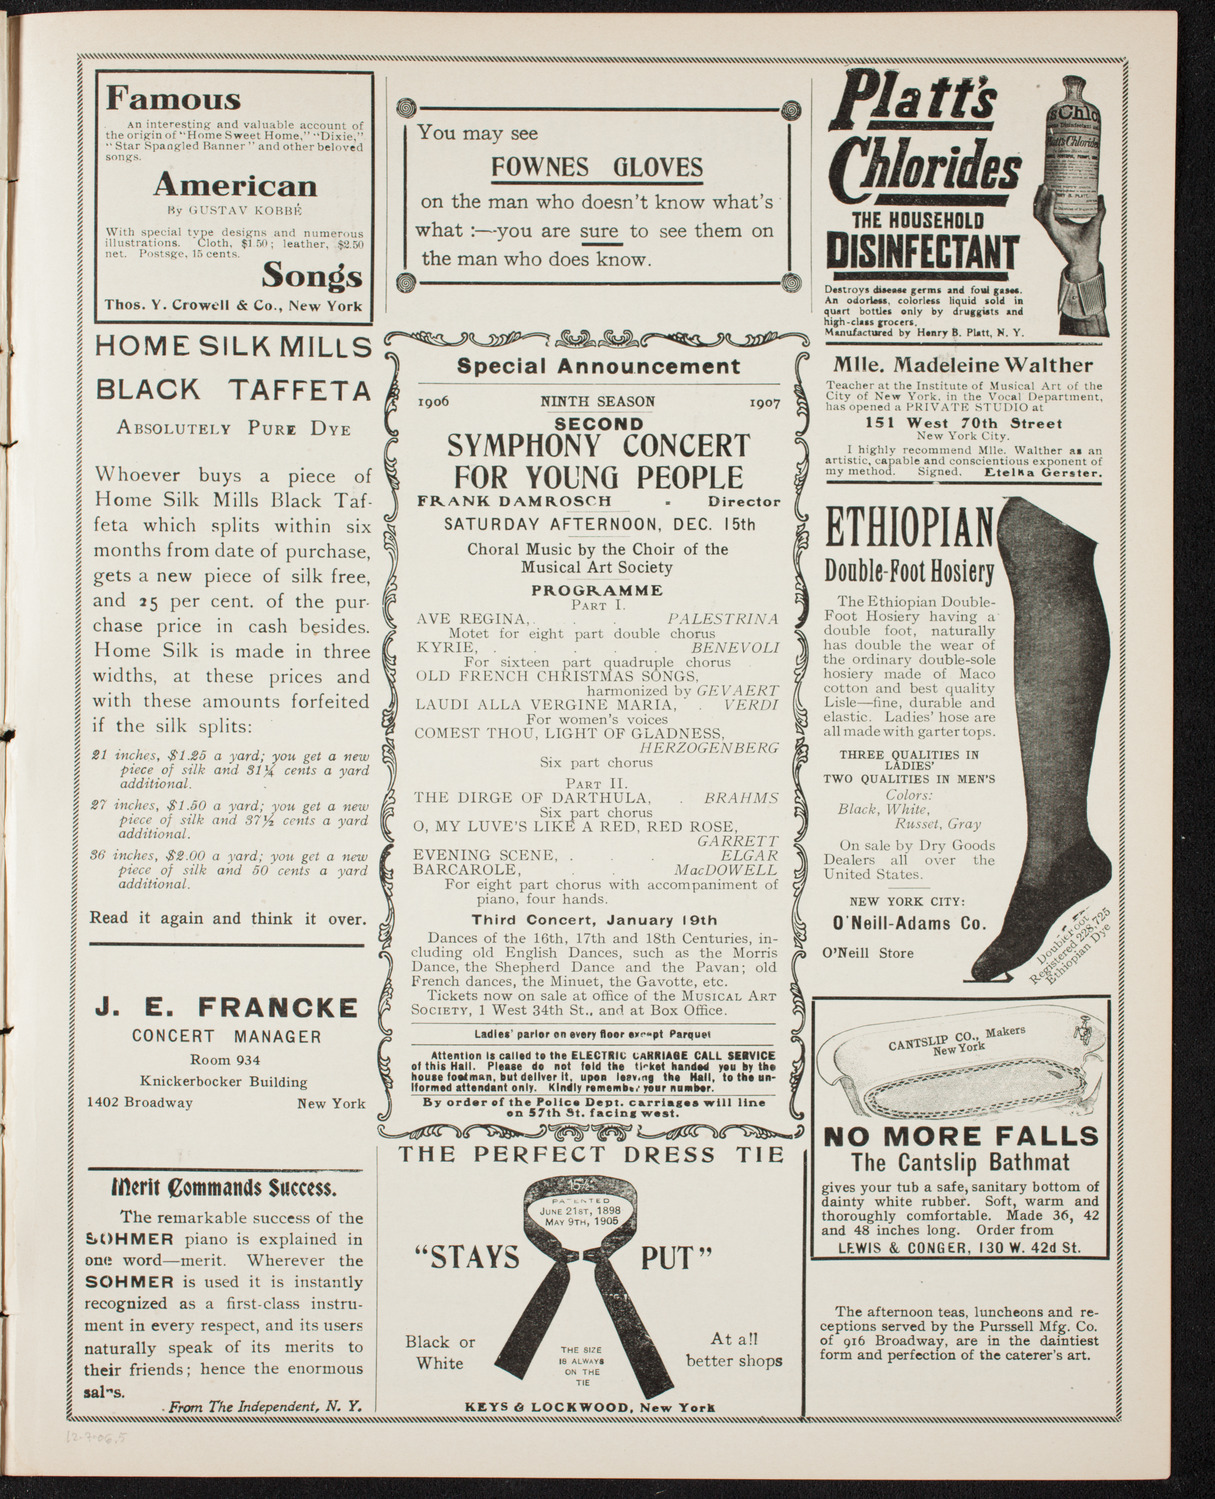 Famous
An interesting and valuable account of
the origin of "Home Sweet Home," "Dixie,"
"Star Spangled Banner" and other beloved
songs.
American
By GUSTAV KOBBÉ
With special type designs and numerous
illustrations. Cloth, $1.50; leather, $2.50
net. Postsge, 15 cents.
Songs
Thos. Y. Crowell & Co., New York
HOME SILK MILLS
BLACK TAFFETA
ABSOLUTELY PURE DYE
Whoever buys a piece of
Home Silk Mills Black Taf-
feta which splits within six
months from date of purchase,
gets a new piece of silk free,
and 25 per cent. of the pur-
chase price in cash besides.
Home Silk is made in three
widths, at these prices and
with these amounts forfeited
if the silk splits:
21 inches, $1.25 a yard; you get a new
piece of silk and 31¼ cents a yard
additional.
27 inches, $1.50 a yard; you get a new
piece of silk and 37½ cents a yard
additional.
36 inches, $2.00 a yard; you get a new
piece of silk and 50 cents a yard
additional.
Read it again and think it over.
J. E. FRANCKE
CONCERT MANAGER
Room 934
Knickerbocker Building
1402 Broadway New York
Merit Commands Success.
The remarkable success of the
SOHMER piano is explained in
one word—merit. Wherever the
SOHMER is used it is instantly
recognized as a first-class instru-
ment in every respect, and its users
naturally speak of its merits to
their friends; hence the enormous
sales.
From The Independent, N. Y.
You may see
FOWNES GLOVES
on the man who doesn't know what's
what :—you are sure to see them on
the man who does know.
Special Announcement
1906 NINTH SEASON 1907
SECOND
SYMPHONY CONCERT
FOR YOUNG PEOPLE
FRANK DAMROSCH - Director
SATURDAY AFTERNOON, DEC. 15th
Choral Music by the Choir of the
Musical Art Society
PROGRAMME
PART I.
AVE REGINA, . . . PALESTRINA
Motet for eight part double chorus
KYRIE, . . . . . BENEVOLI
For sixteen part quadruple chorus
OLD FRENCH CHRISTMAS SONGS,
harmonized by GEVAERT
LAUDI ALLA VERGINE MARIA, . VERDI
For women's voices
COMEST THOU, LIGHT OF GLADNESS,
HERZOGENBERG
Six part chorus
PART II.
THE DIRGE OF DARTHULA, . BRAHMS
Six part chorus
O, MY LUVE'S LIKE A RED, RED ROSE,
GARRETT
EVENING SCENE, . . . ELGAR
BARCAROLE, . . . MacDOWELL
For eight part chorus with accompaniment of
piano, four hands.
Third Concert, January 19th
Dances of the 16th, 17th and 18th Centuries, in-
cluding old English Dances, such as the Morris
Dance, the Shepherd Dance and the Pavan; old
French dances, the Minuet, the Gavotte, etc.
Tickets now on sale at office of the MUSICAL ART
SOCIETY, 1 West 34th St., and at Box Office.
Ladies' parlor on every floor except Parquet
Attention is called to the ELECTRIC CARRIAGE CALL SERVICE
of this Hall. Please do not fold the ticket handed you by the
house footman, but deliver it, upon leaving the Hall, to the un-
iformed attendant only. Kindly remember your number.
By order of the Police Dept. carriages will line
on 57th St. facing west.
THE PERFECT DRESS TIE
15½
PATENTED
JUNE 21ST, 1898
MAY 9TH, 1905
"STAYS PUT"
Black or
White
THE SIZE
IS ALWAYS
ON THE
TIE
At all
better shops
KEYS & LOCKWOOD, New York
Platt's
Chlorides
THE HOUSEHOLD
DISINFECTANT
Destroys disease germs and foul gases.
An odorless, colorless liquid sold in
quart bottles only by druggists and
high-class grocers.
Manufactured by Henry B. Platt, N. Y.
Mlle. Madeleine Walther
Teacher at the Institute of Musical Art of the
City of New York, in the Vocal Department,
has opened a PRIVATE STUDIO at
151 West 70th Street
New York City.
I highly recommend Mlle. Walther as an
artistic, capable and conscientious exponent of
my method. Signed. Etelka Gerster.
ETHIOPIAN
Double-Foot Hosiery
The Ethiopian Double-
Foot Hosiery having a
double foot, naturally
has double the wear of
the ordinary double-sole
hosiery made of Maco
cotton and best quality
Lisle—fine, durable and
elastic. Ladies' hose are
all made with garter tops.
THREE QUALITIES IN
LADIES'
TWO QUALITIES IN MEN'S
Colors:
Black, White,
Russet, Gray
On sale by Dry Goods
Dealers all over the
United States.
NEW YORK CITY:
O'Neill-Adams Co.
O'Neill Store
Double Foot
Registered 228,725
Ethiopian Dye
CANTSLIP CO., Makers
New York
NO MORE FALLS
The Cantslip Bathmat
gives your tub a safe, sanitary bottom of
dainty white rubber. Soft, warm and
thoroughly comfortable. Made 36, 42
and 48 inches long. Order from
LEWIS & CONGER, 130 W. 42d St.
The afternoon teas, luncheons and re-
ceptions served by the Purssell Mfg. Co.
of 916 Broadway, are in the daintiest
form and perfection of the caterer's art.
12.7.06.5